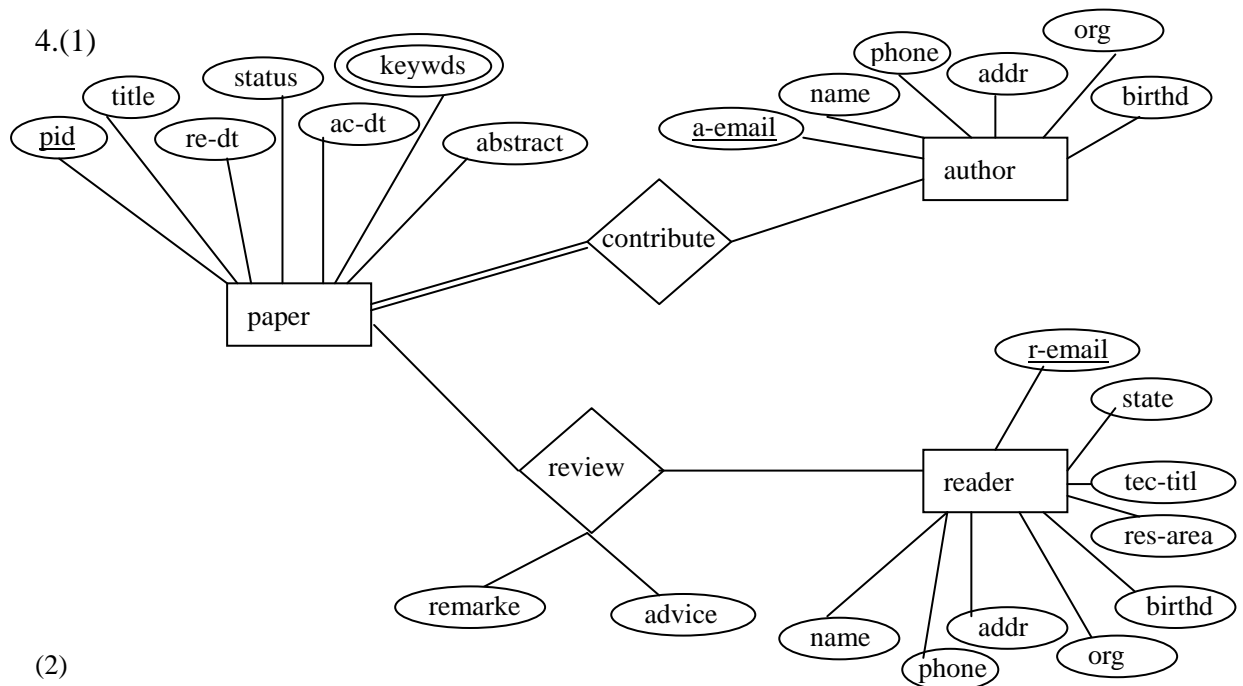 4.(1)
org
phone
keywds
status
addr
title
name
birthd
ac-dt
a-email
pid
re-dt
abstract
author
contribute
paper
r-email
state
review
reader
tec-titl
res-area
remarke
advice
birthd
name
addr
org
phone
(2)